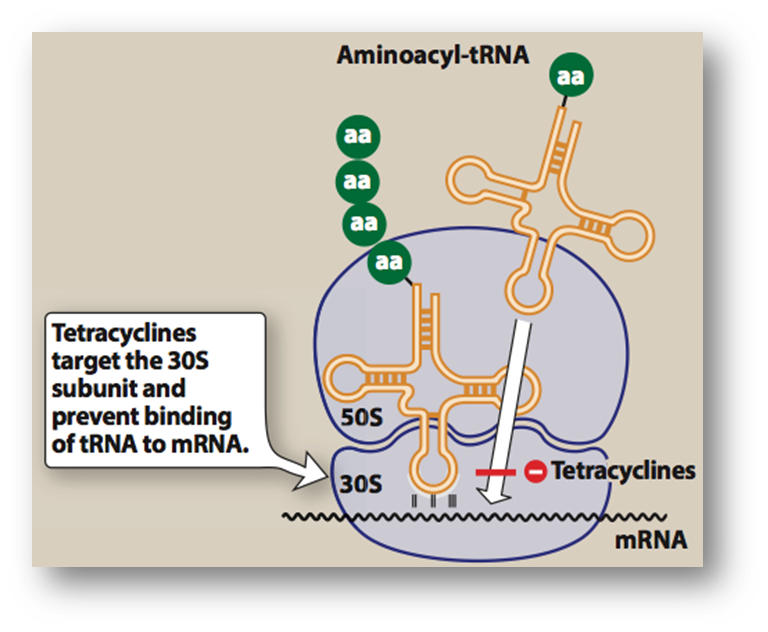 Aminoacyl-tRNA
aa
aa
aa
aa
aa
Tetracyclines
target the 30S
subunit and
prevent binding
of tRNA to mRNA.
50S
30S
Tetracyclines
mRNA